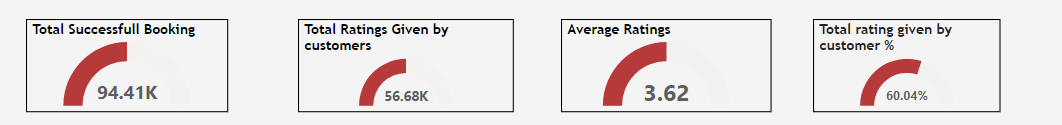 Total Successfull Booking
94.41K
Total Ratings Given by
customers
56.68K
Average Ratings
3.62
Total rating given by
customer %
60.04%